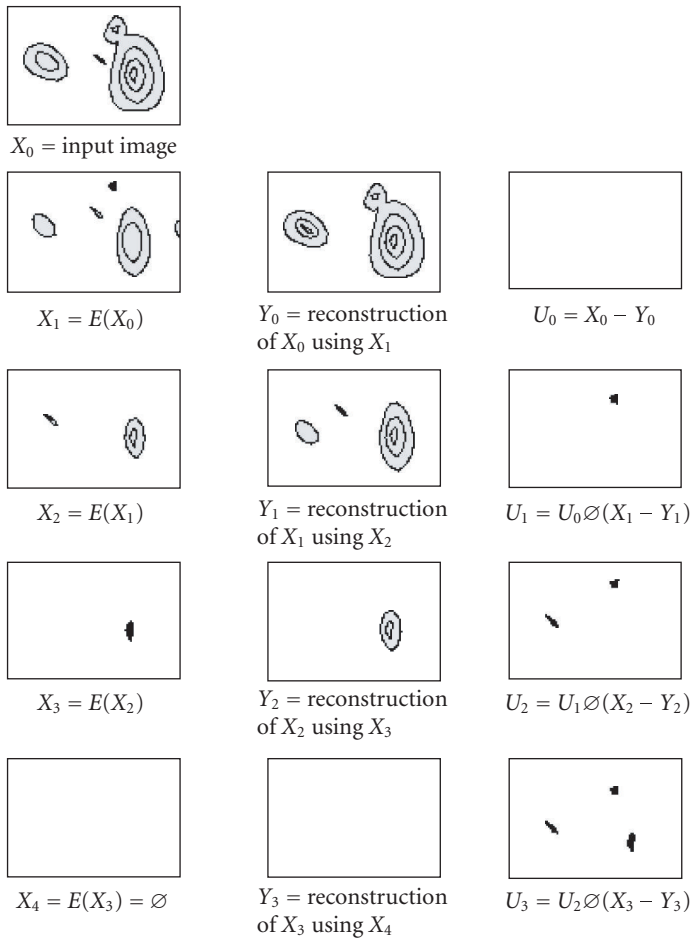 X₀ = input image
X₁ = E(X₀)
Y₀ = reconstruction
of X₀ using X₁
U₀ = X₀ − Y₀
X₂ = E(X₁)
Y₁ = reconstruction
of X₁ using X₂
U₁ = U₀∅(X₁ − Y₁)
X₃ = E(X₂)
Y₂ = reconstruction
of X₂ using X₃
U₂ = U₁∅(X₂ − Y₂)
X₄ = E(X₃) = ∅
Y₃ = reconstruction
of X₃ using X₄
U₃ = U₂∅(X₃ − Y₃)